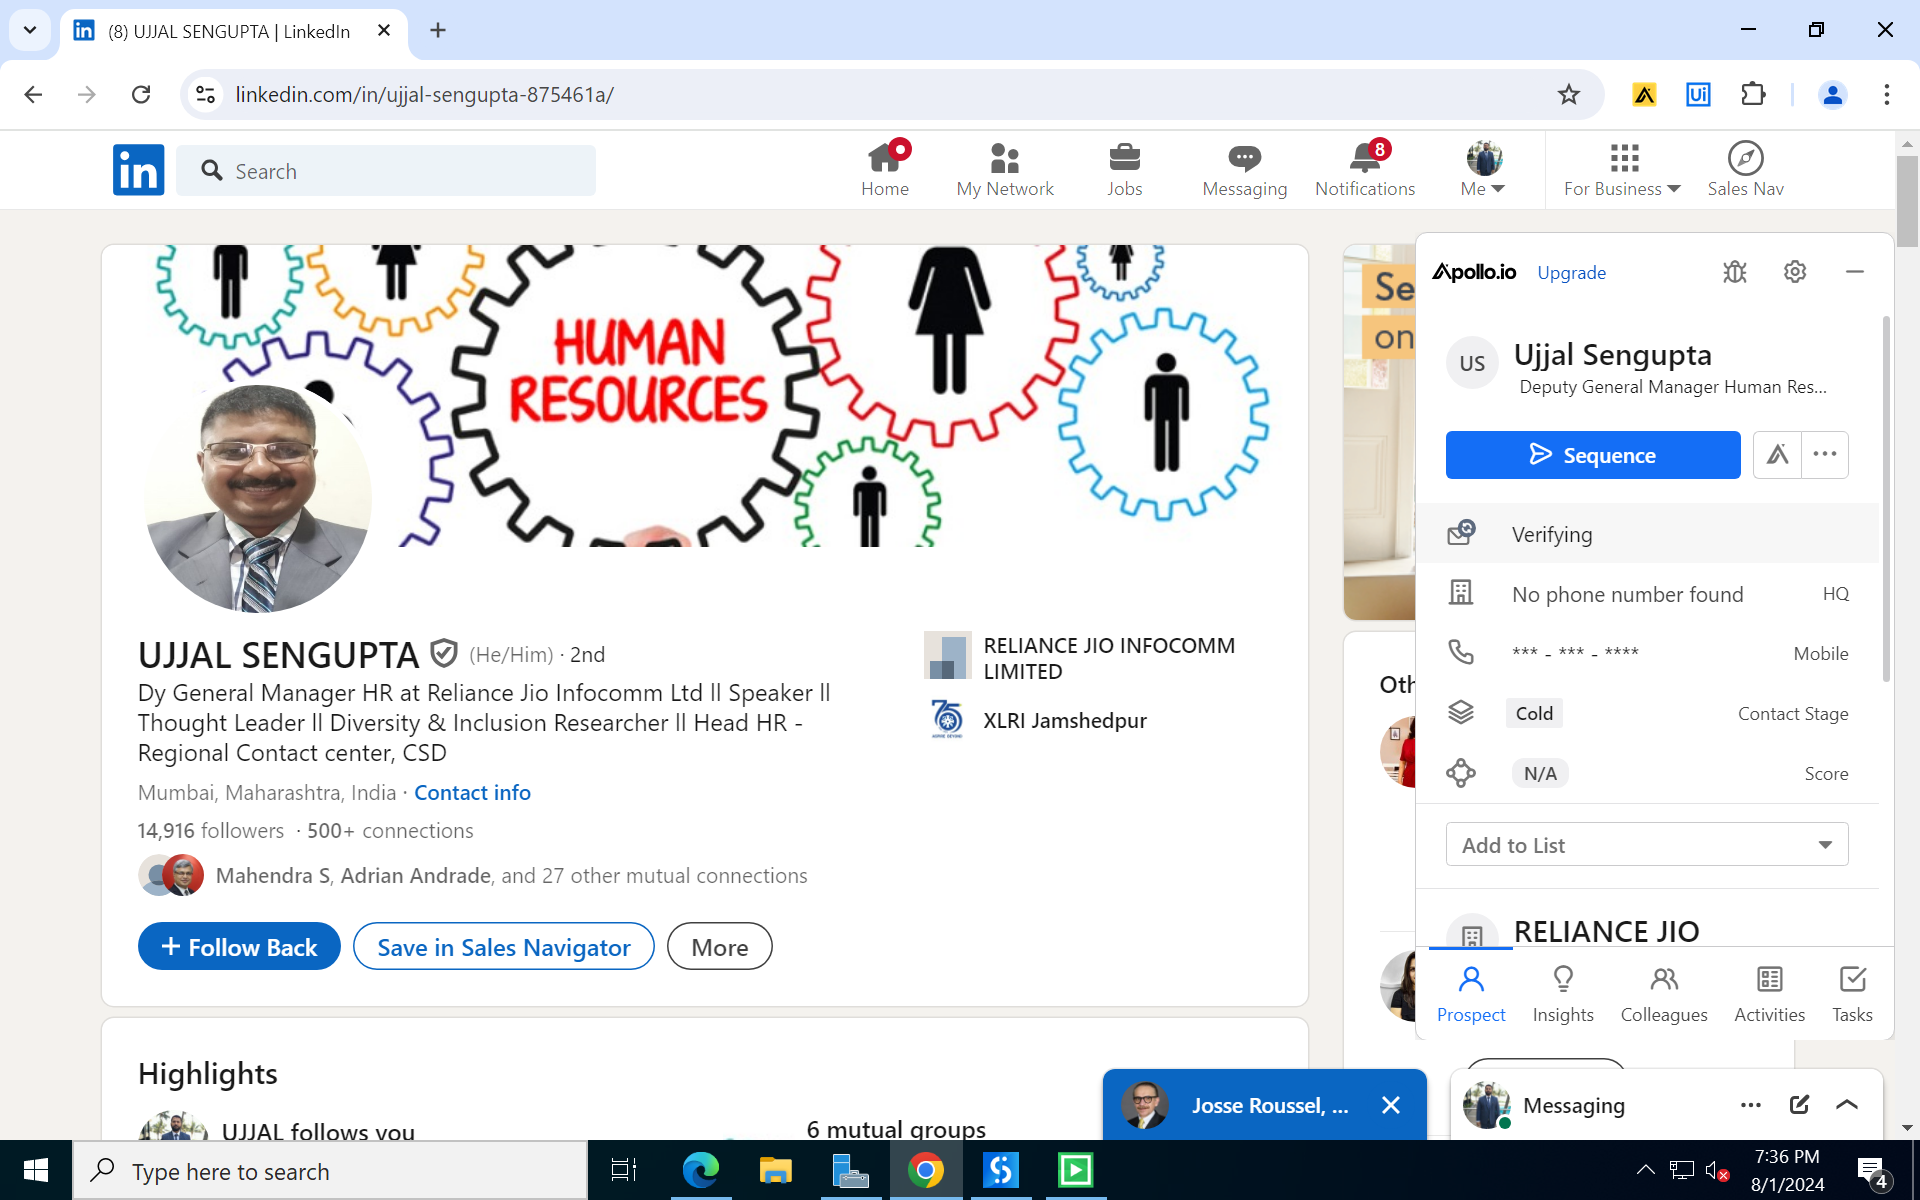 (8) UJJAL SENGUPTA | LinkedIn
linkedin.com/in/ujjal-sengupta-875461a/
Ui
in
Search
Home
My Network
Jobs
Messaging
8
Notifications
Me
For Business
Sales Nav
HUMAN
RESOURCES
Se
on
Apollo.io
Upgrade
US
Ujjal Sengupta
Deputy General Manager Human Res...
Sequence
Verifying
No phone number found
HQ
*** - *** - ****
Mobile
Cold
Contact Stage
N/A
Score
Add to List
RELIANCE JIO
Prospect
Insights
Colleagues
Activities
Tasks
UJJAL SENGUPTA (He/Him) · 2nd
Dy General Manager HR at Reliance Jio Infocomm Ltd ll Speaker ll
Thought Leader ll Diversity & Inclusion Researcher ll Head HR -
Regional Contact center, CSD
Mumbai, Maharashtra, India · Contact info
14,916 followers · 500+ connections
Mahendra S, Adrian Andrade, and 27 other mutual connections
RELIANCE JIO INFOCOMM
LIMITED
75
XLRI Jamshedpur
Follow Back
Save in Sales Navigator
More
Oth
Highlights
UJJAL follows you
6 mutual groups
Josse Roussel, ...
Messaging
Type here to search
7:36 PM
8/1/2024
4